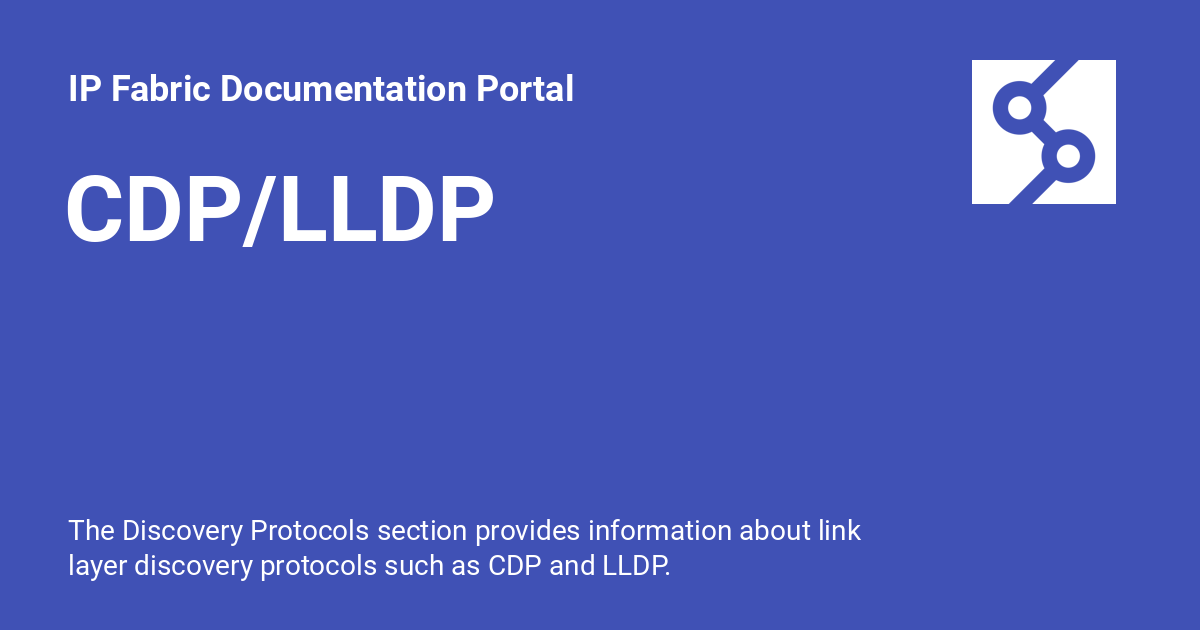 IP Fabric Documentation Portal
CDP/LLDP
The Discovery Protocols section provides information about link
layer discovery protocols such as CDP and LLDP.